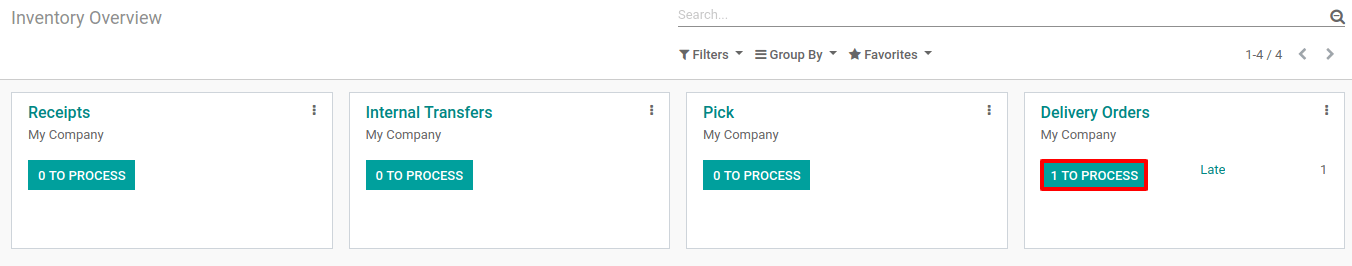 Inventory Overview
Search...
Filters Group By Favorites 1-4 / 4
Receipts
My Company
0 TO PROCESS
Internal Transfers
My Company
0 TO PROCESS
Pick
My Company
0 TO PROCESS
Delivery Orders
My Company
1 TO PROCESS Late 1